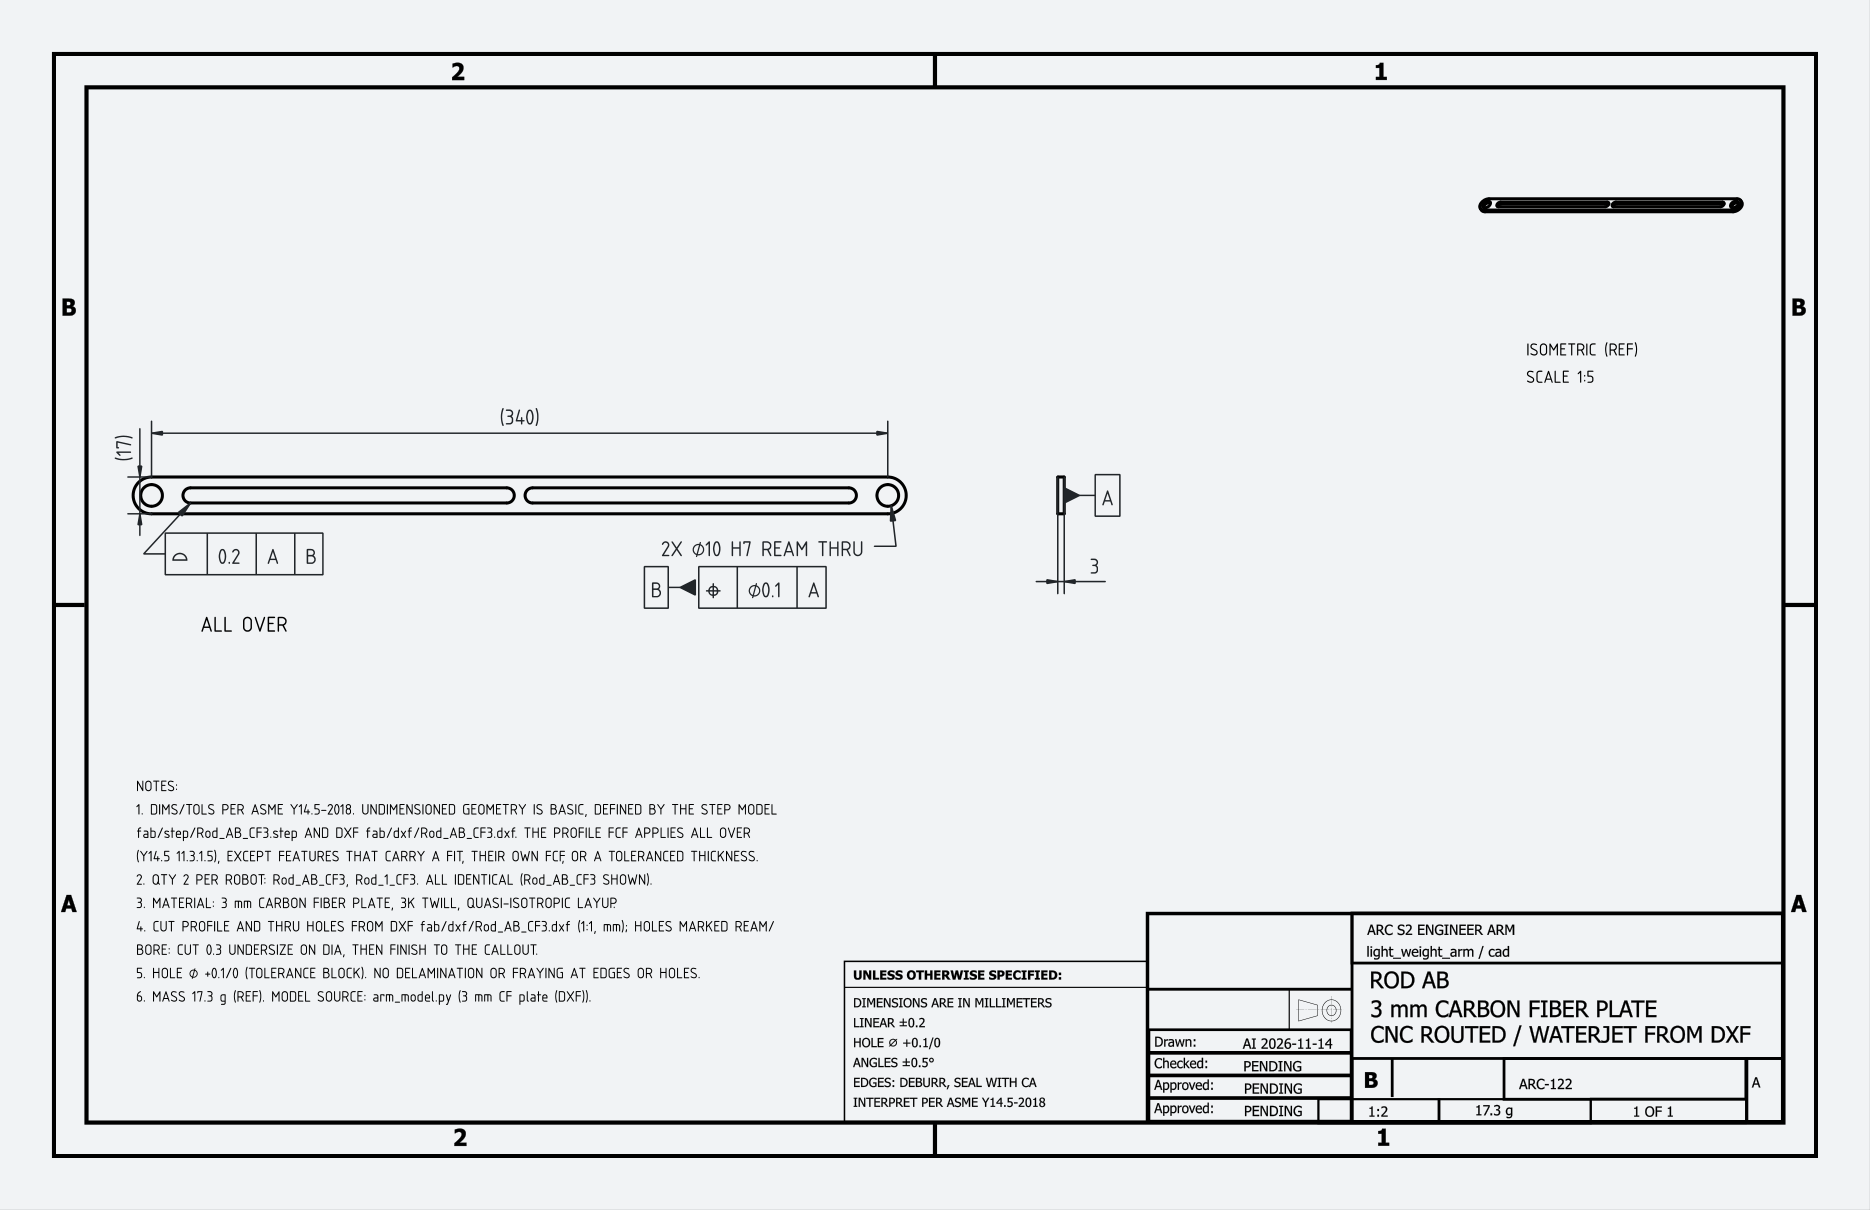 2
1
B
B
ISOMETRIC (REF)
SCALE 1:5
(340)
(17)
A
0.2 A B
2X ⌀10 H7 REAM THRU
3
B ⌖ ⌀0.1 A
ALL OVER
NOTES:
1. DIMS/TOLS PER ASME Y14.5-2018. UNDIMENSIONED GEOMETRY IS BASIC, DEFINED BY THE STEP MODEL
fab/step/Rod_AB_CF3.step AND DXF fab/dxf/Rod_AB_CF3.dxf. THE PROFILE FCF APPLIES ALL OVER
(Y14.5 11.3.1.5), EXCEPT FEATURES THAT CARRY A FIT, THEIR OWN FCF, OR A TOLERANCED THICKNESS.
2. QTY 2 PER ROBOT: Rod_AB_CF3, Rod_1_CF3. ALL IDENTICAL (Rod_AB_CF3 SHOWN).
3. MATERIAL: 3 mm CARBON FIBER PLATE, 3K TWILL, QUASI-ISOTROPIC LAYUP.
4. CUT PROFILE AND THRU HOLES FROM DXF fab/dxf/Rod_AB_CF3.dxf (1:1, mm); HOLES MARKED REAM/
BORE: CUT 0.3 UNDERSIZE ON DIA, THEN FINISH TO THE CALLOUT.
5. HOLE ⌀ +0.1/0 (TOLERANCE BLOCK). NO DELAMINATION OR FRAYING AT EDGES OR HOLES.
6. MASS 17.3 g (REF). MODEL SOURCE: arm_model.py (3 mm CF plate (DXF)).
A
A
UNLESS OTHERWISE SPECIFIED:
DIMENSIONS ARE IN MILLIMETERS
LINEAR ±0.2
HOLE ⌀ +0.1/0
ANGLES ±0.5°
EDGES: DEBURR, SEAL WITH CA
INTERPRET PER ASME Y14.5-2018
Drawn: AI 2026-11-14
Checked: PENDING
Approved: PENDING
Approved: PENDING
ARC S2 ENGINEER ARM
light_weight_arm / cad
ROD AB
3 mm CARBON FIBER PLATE
CNC ROUTED / WATERJET FROM DXF
B ARC-122 A
1:2 17.3 g 1 OF 1
2
1